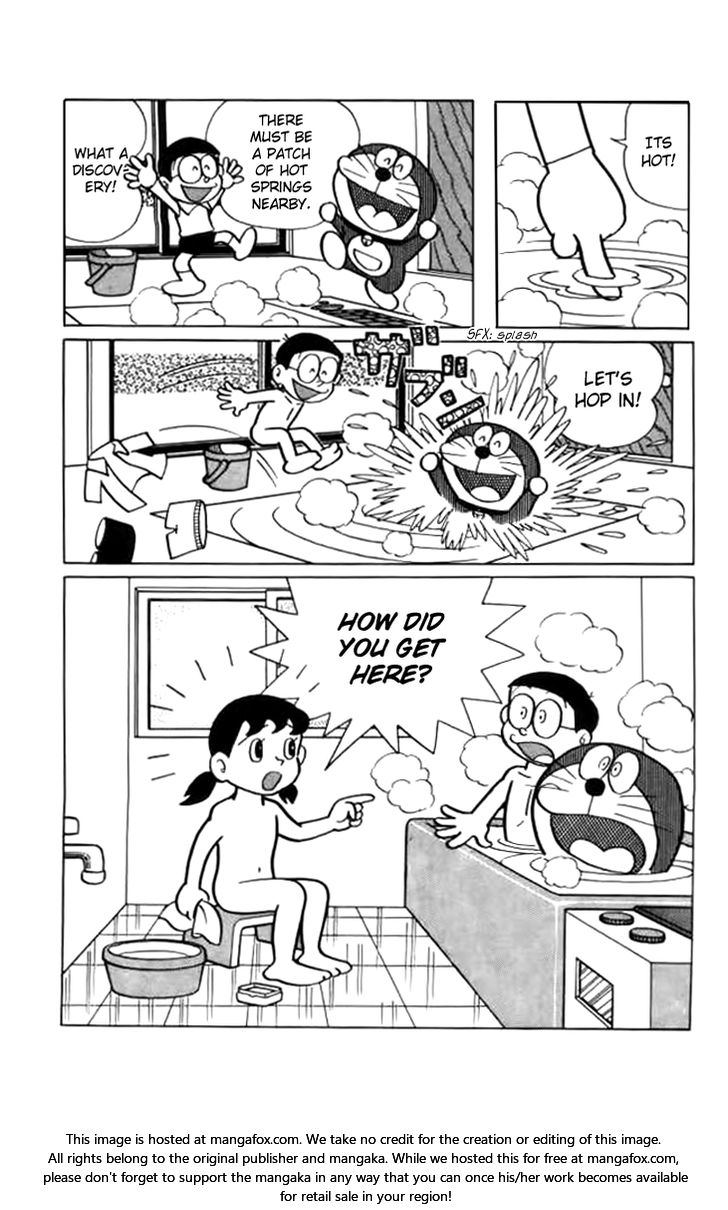 WHAT A
DISCOV
ERY!
THERE
MUST BE
A PATCH
OF HOT
SPRINGS
NEARBY.
ITS
HOT!
SFX: splash
ザブーン
LET'S
HOP IN!
HOW DID
YOU GET
HERE?
This image is hosted at mangafox.com. We take no credit for the creation or editing of this image.
All rights belong to the original publisher and mangaka. While we hosted this for free at mangafox.com,
please don't forget to support the mangaka in any way that you can once his/her work becomes available
for retail sale in your region!